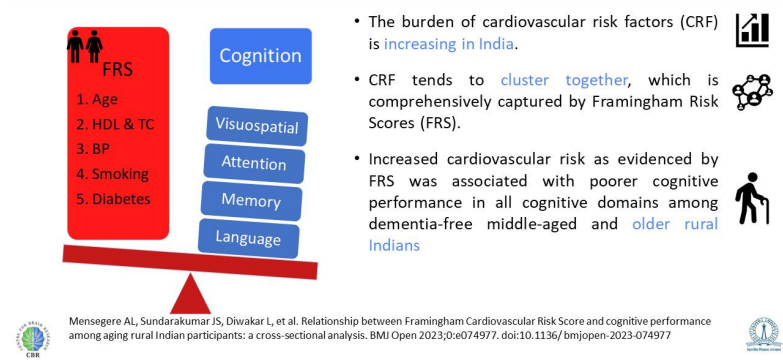 FRS
1. Age
2. HDL & TC
3. BP
4. Smoking
5. Diabetes
Cognition
Visuospatial
Attention
Memory
Language
• The burden of cardiovascular risk factors (CRF)
is increasing in India.
• CRF tends to cluster together, which is
comprehensively captured by Framingham Risk
Scores (FRS).
• Increased cardiovascular risk as evidenced by
FRS was associated with poorer cognitive
performance in all cognitive domains among
dementia-free middle-aged and older rural
Indians
Mensegere AL, Sundarakumar JS, Diwakar L, et al. Relationship between Framingham Cardiovascular Risk Score and cognitive performance
among aging rural Indian participants: a cross-sectional analysis. BMJ Open 2023;0:e074977. doi:10.1136/ bmjopen-2023-074977
CBR